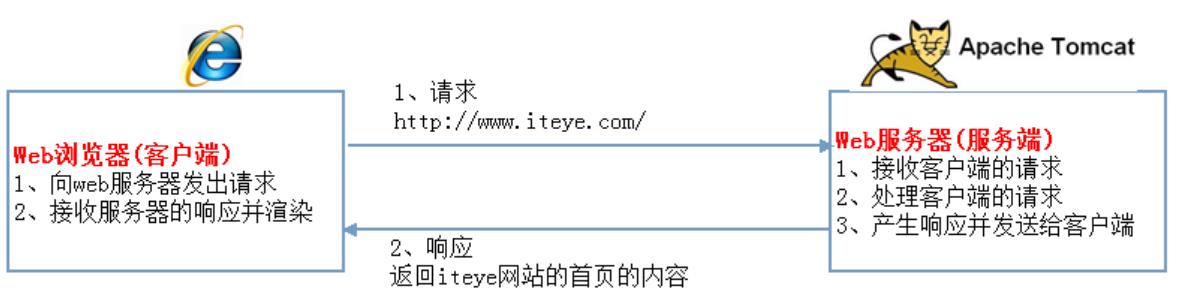 Apache Tomcat
1、请求
http://www.iteye.com/
Web浏览器(客户端)
1、向web服务器发出请求
2、接收服务器的响应并渲染
Web服务器(服务端)
1、接收客户端的请求
2、处理客户端的请求
3、产生响应并发送给客户端
2、响应
返回iteye网站的首页的内容